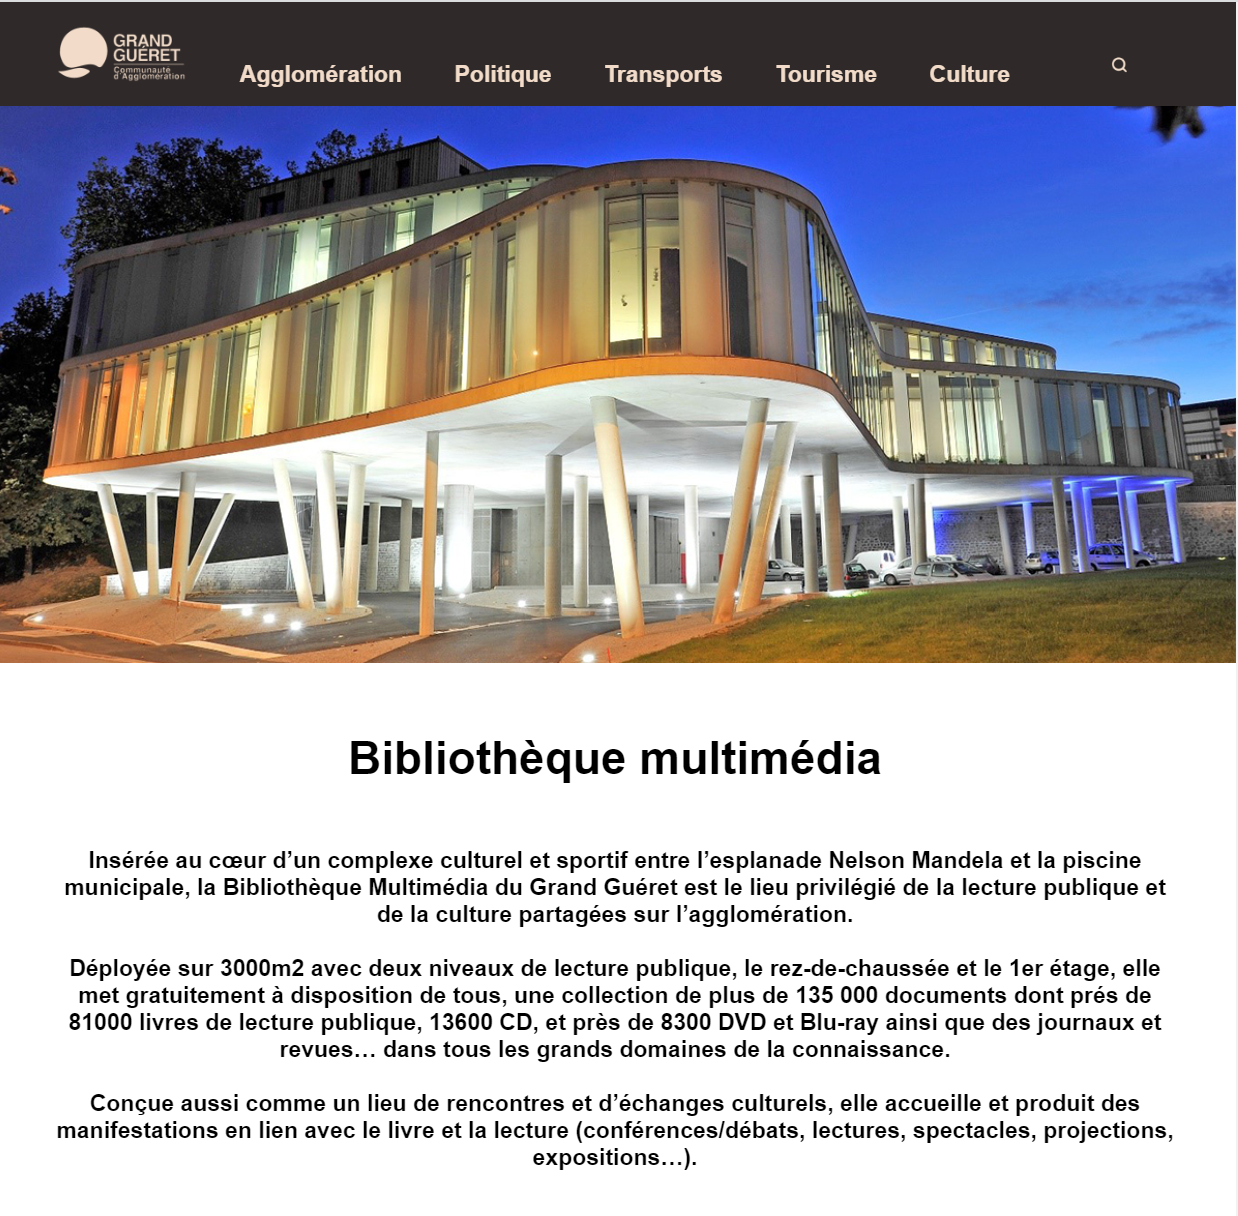 GRAND
GUÉRET
Communauté
d'Agglomération
Agglomération Politique Transports Tourisme Culture
Bibliothèque multimédia
Insérée au cœur d’un complexe culturel et sportif entre l’esplanade Nelson Mandela et la piscine
municipale, la Bibliothèque Multimédia du Grand Guéret est le lieu privilégié de la lecture publique et
de la culture partagées sur l’agglomération.
Déployée sur 3000m2 avec deux niveaux de lecture publique, le rez-de-chaussée et le 1er étage, elle
met gratuitement à disposition de tous, une collection de plus de 135 000 documents dont prés de
81000 livres de lecture publique, 13600 CD, et près de 8300 DVD et Blu-ray ainsi que des journaux et
revues… dans tous les grands domaines de la connaissance.
Conçue aussi comme un lieu de rencontres et d’échanges culturels, elle accueille et produit des
manifestations en lien avec le livre et la lecture (conférences/débats, lectures, spectacles, projections,
expositions…).